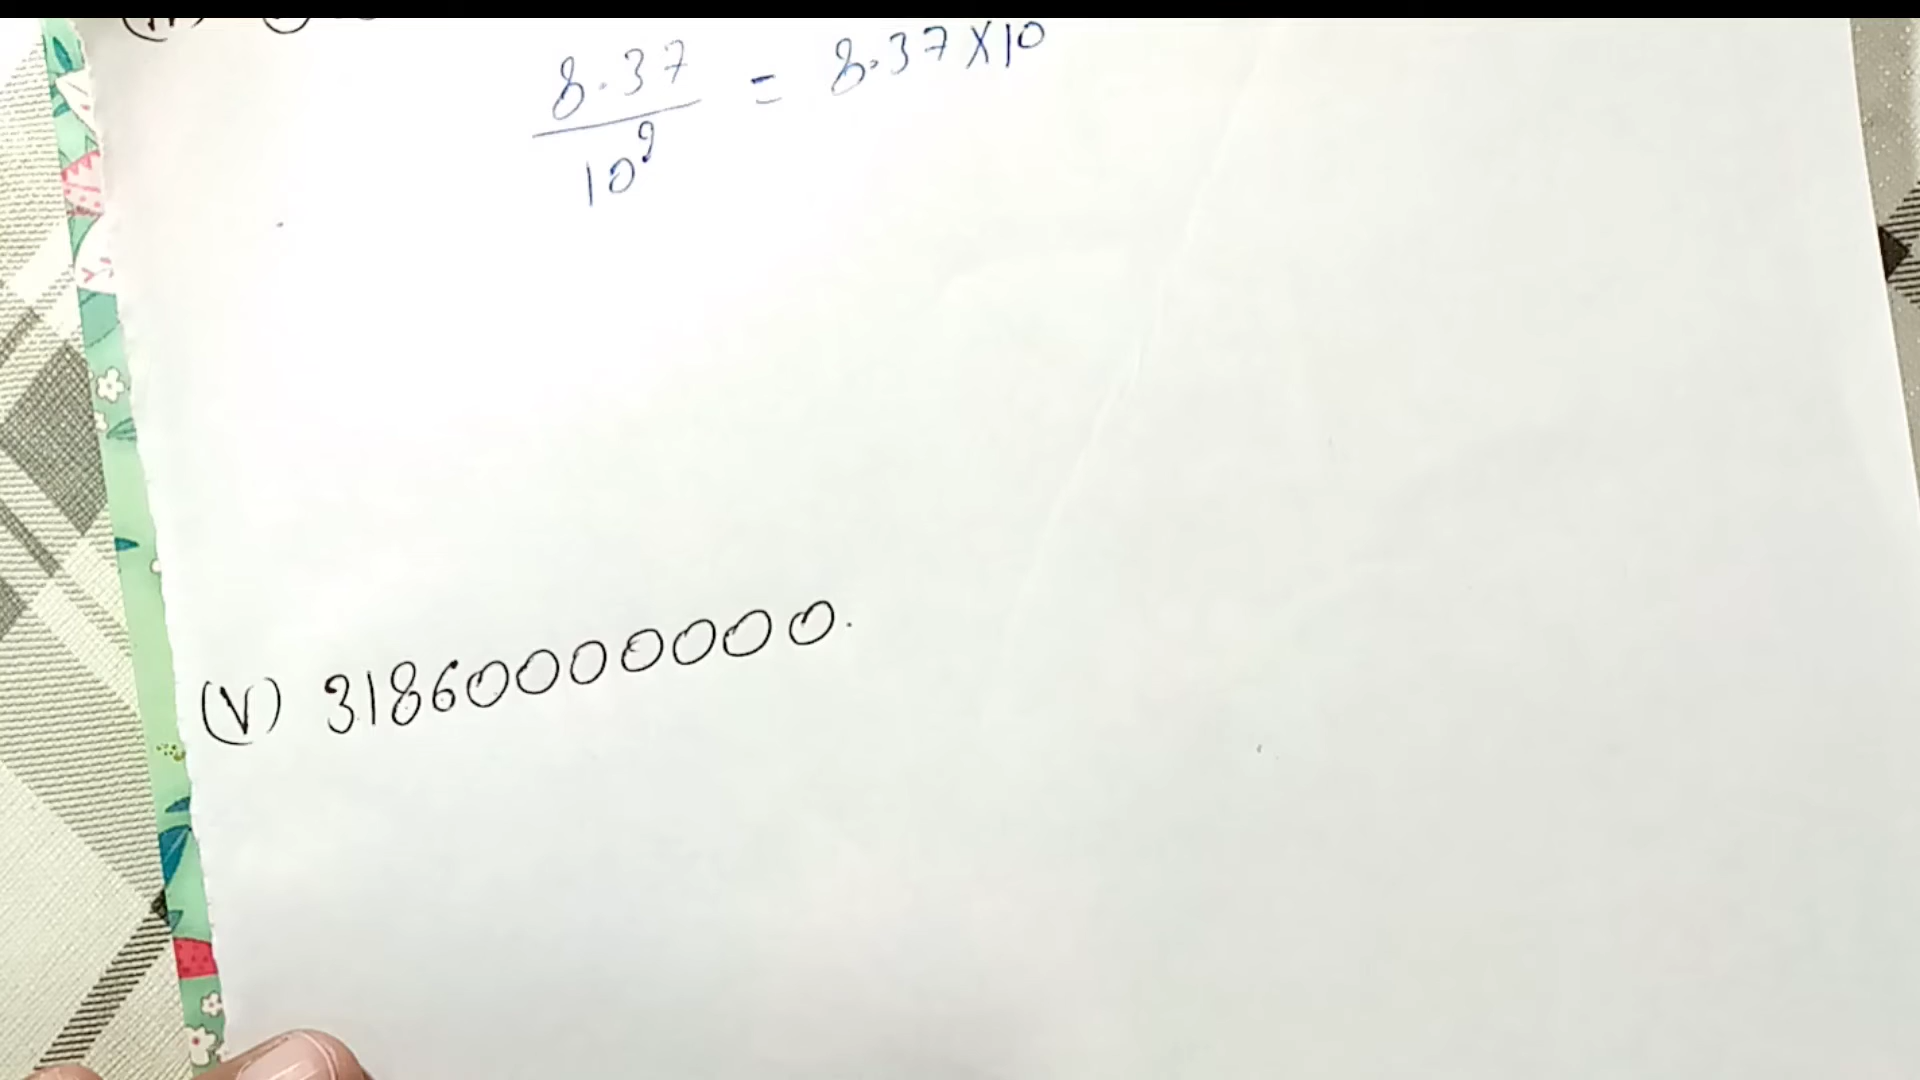 8.37 / 10⁹ = 8.37 X 10
(V) 31860000000.